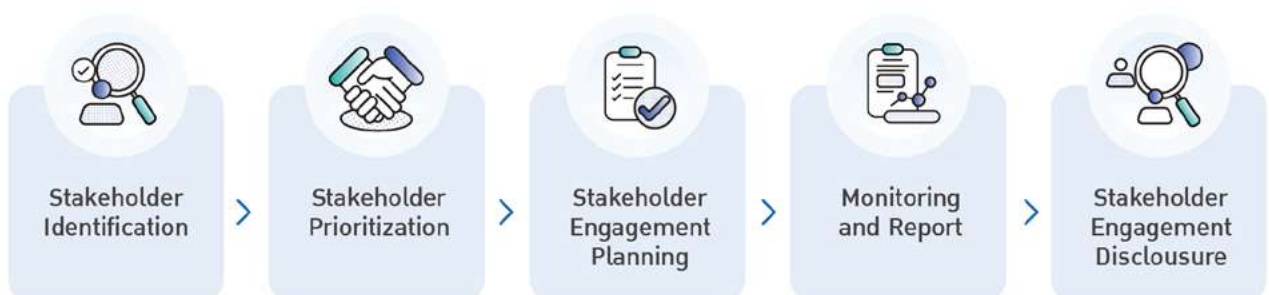 Stakeholder
Identification
Stakeholder
Prioritization
Stakeholder
Engagement
Planning
Monitoring
and Report
Stakeholder
Engagement
Disclousure